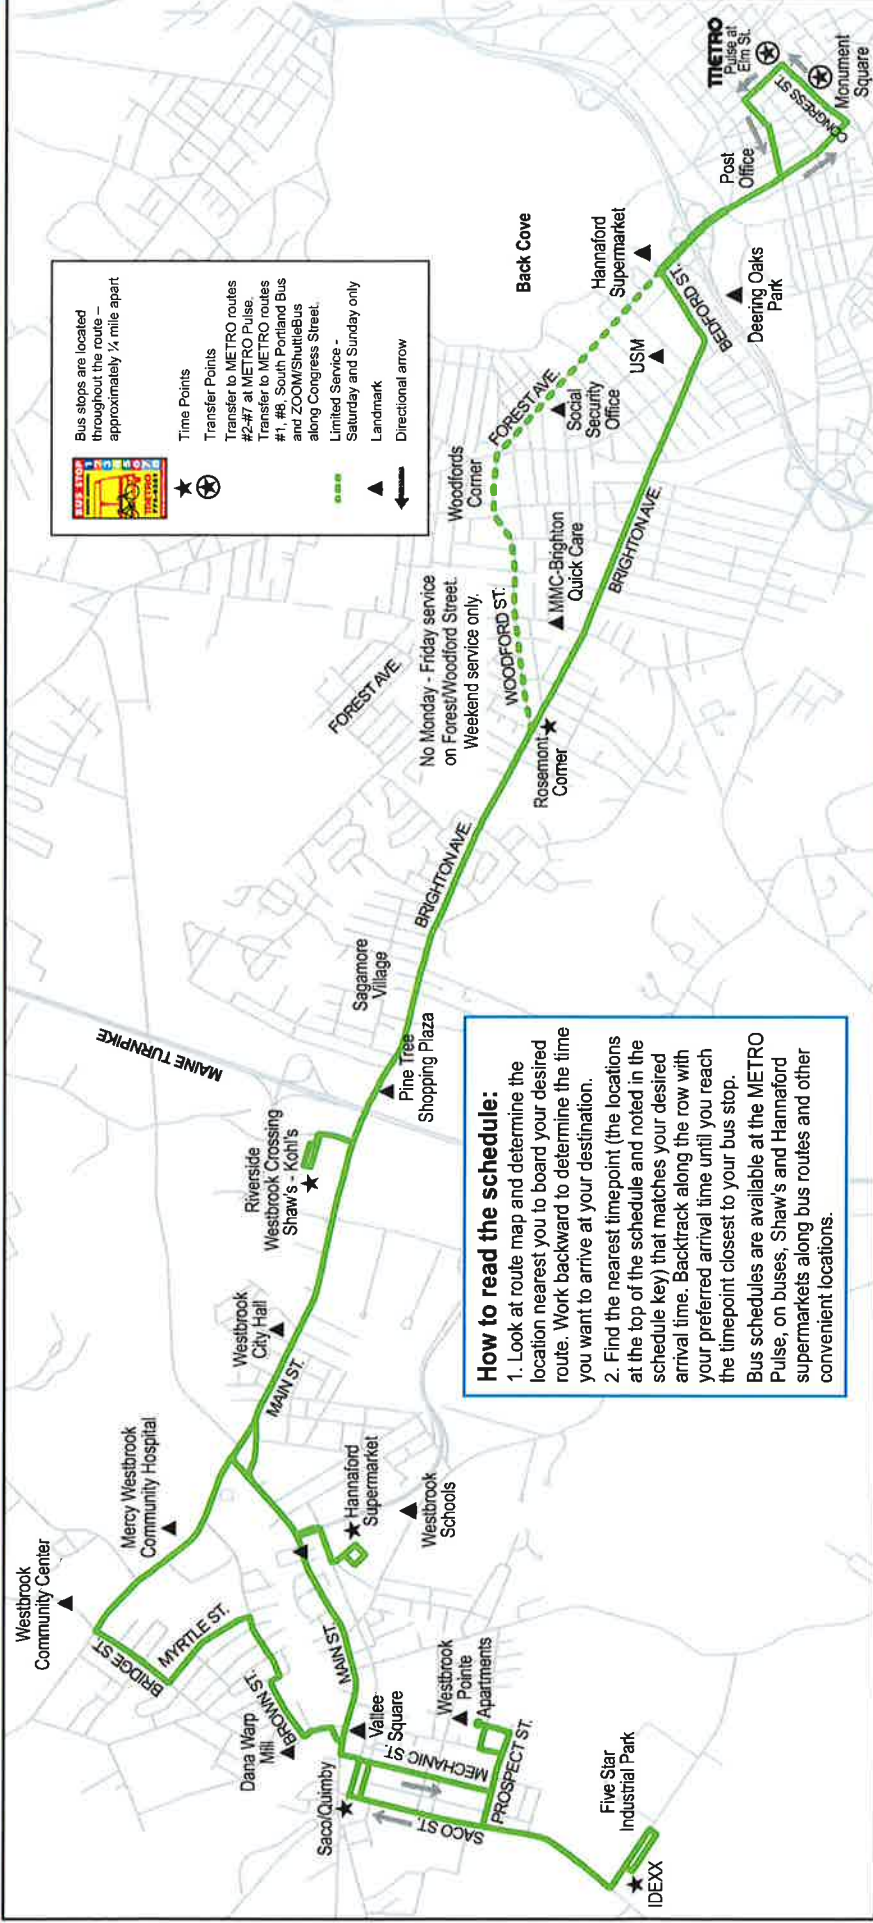 Westbrook
Community Center
Mercy Westbrook
Community Hospital
BRIDGE ST.
MYRTLE ST.
BROWN ST.
Dana Warp
Mill
MAIN ST.
Hannaford
Supermarket
Westbrook
Schools
Saco/Quimby
Vallee
Square
Westbrook
Pointe
Apartments
MECHANIC ST.
SACO ST.
PROSPECT ST.
Five Star
Industrial Park
IDEXX
Westbrook
City Hall
MAIN ST.
Riverside
Westbrook Crossing
Shaw's - Kohl's
MAINE TURNPIKE
Pine Tree
Shopping Plaza
Sagamore
Village
BRIGHTON AVE.
FOREST AVE.
No Monday - Friday service
on Forest/Woodford Street.
Weekend service only.
Rosemont
Corner
WOODFORD ST.
Woodfords
Corner
MMC-Brighton
Quick Care
BRIGHTON AVE.
FOREST AVE.
Social
Security
Office
USM
Back Cove
Hannaford
Supermarket
BEDFORD ST.
Deering Oaks
Park
Post
Office
METRO
Pulse at
Elm St.
CONGRESS ST.
Monument
Square
BUS STOP
METRO
Bus stops are located
throughout the route –
approximately ¼ mile apart
Time Points
Transfer Points
Transfer to METRO routes
#2-#7 at METRO Pulse.
Transfer to METRO routes
#1, #8, South Portland Bus
and ZOOM/ShuttleBus
along Congress Street.
Limited Service -
Saturday and Sunday only
Landmark
Directional arrow
How to read the schedule:
1. Look at route map and determine the
location nearest you to board your desired
route. Work backward to determine the time
you want to arrive at your destination.
2. Find the nearest timepoint (the locations
at the top of the schedule and noted in the
schedule key) that matches your desired
arrival time. Backtrack along the row with
your preferred arrival time until you reach
the timepoint closest to your bus stop.
Bus schedules are available at the METRO
Pulse, on buses, Shaw's and Hannaford
supermarkets along bus routes and other
convenient locations.